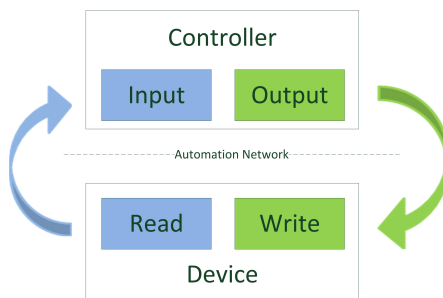 Controller
Input Output
Automation Network
Read Write
Device